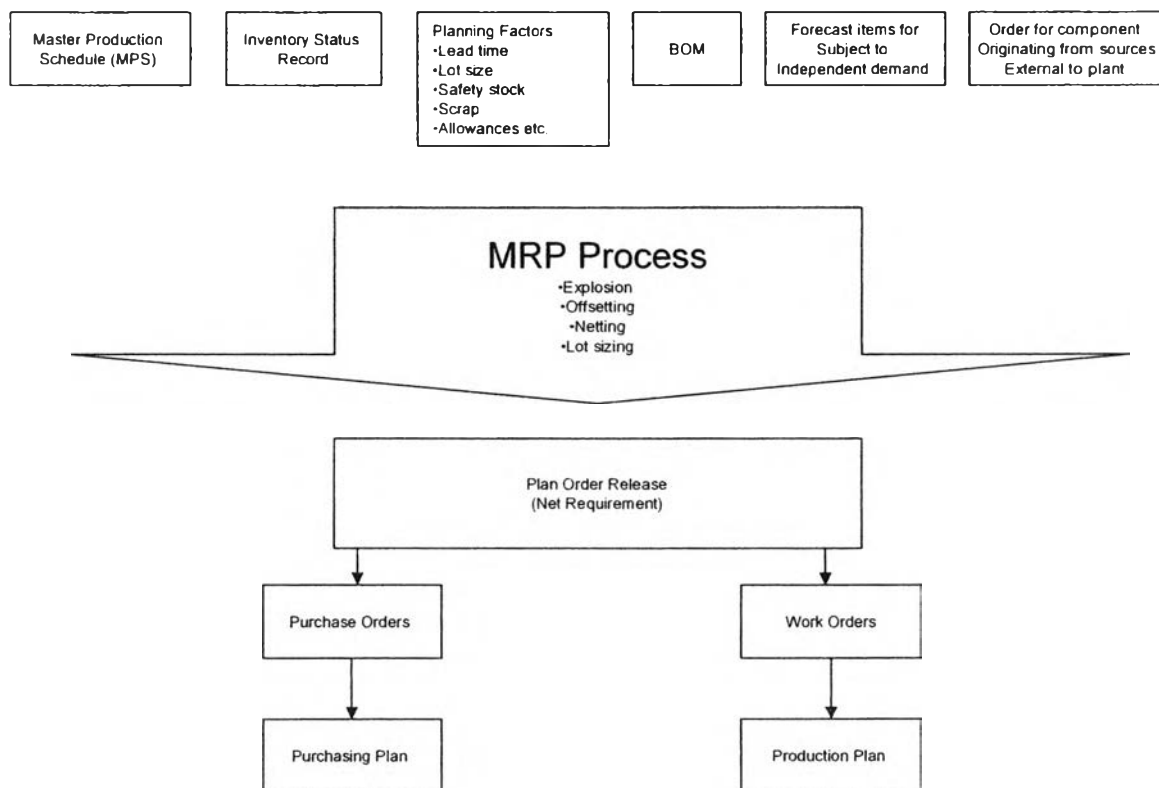 Master Production
Schedule (MPS)
Inventory Status
Record
Planning Factors
•Lead time
•Lot size
•Safety stock
•Scrap
•Allowances etc.
BOM
Forecast items for
Subject to
Independent demand
Order for component
Originating from sources
External to plant
MRP Process
•Explosion
•Offsetting
•Netting
•Lot sizing
Plan Order Release
(Net Requirement)
Purchase Orders
Work Orders
Purchasing Plan
Production Plan